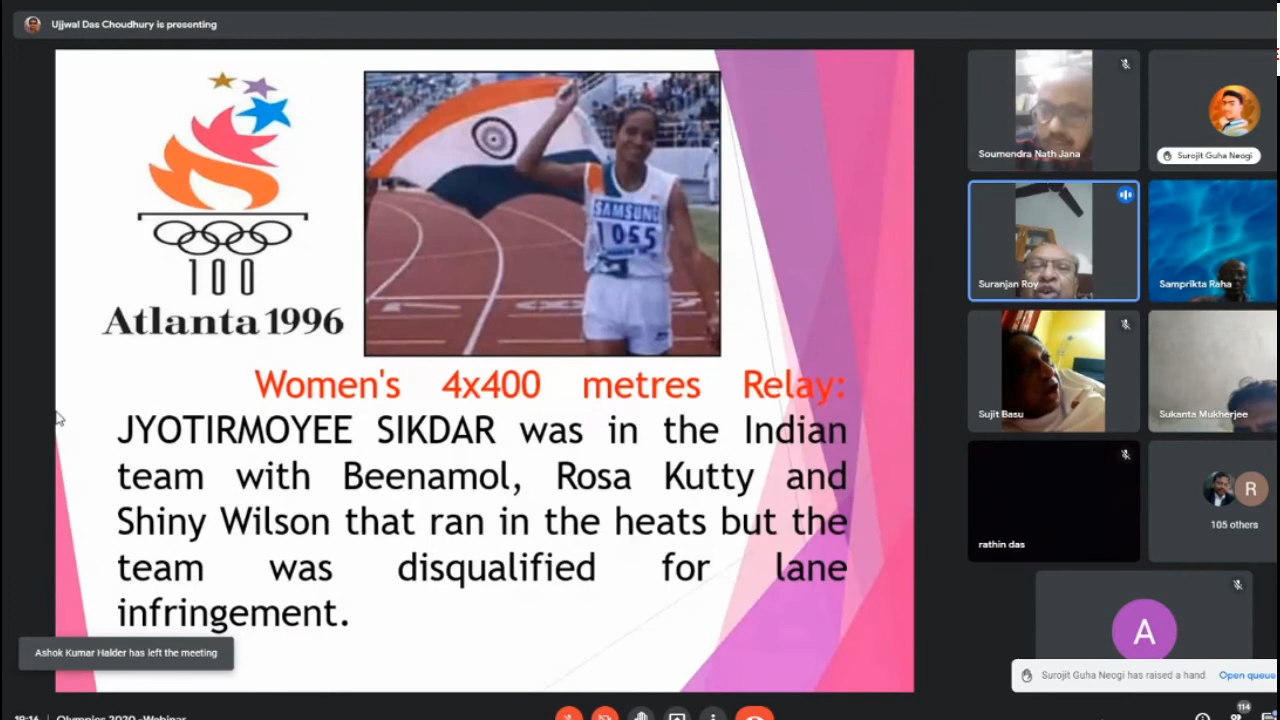 Ujjwal Das Choudhury is presenting
100
Atlanta 1996
SAMSUNG
1055
Women's 4x400 metres Relay:
JYOTIRMOYEE SIKDAR was in the Indian
team with Beenamol, Rosa Kutty and
Shiny Wilson that ran in the heats but the
team was disqualified for lane
infringement.
Ashok Kumar Halder has left the meeting
Soumendra Nath Jana
Surojit Guha Neogi
Suranjan Roy
Samprikta Raha
Sujit Basu
Sukanta Mukherjee
rathin das
R
105 others
A
Surojit Guha Neogi has raised a hand Open queue
19:16 | Olympics 2020 -Webinar
114